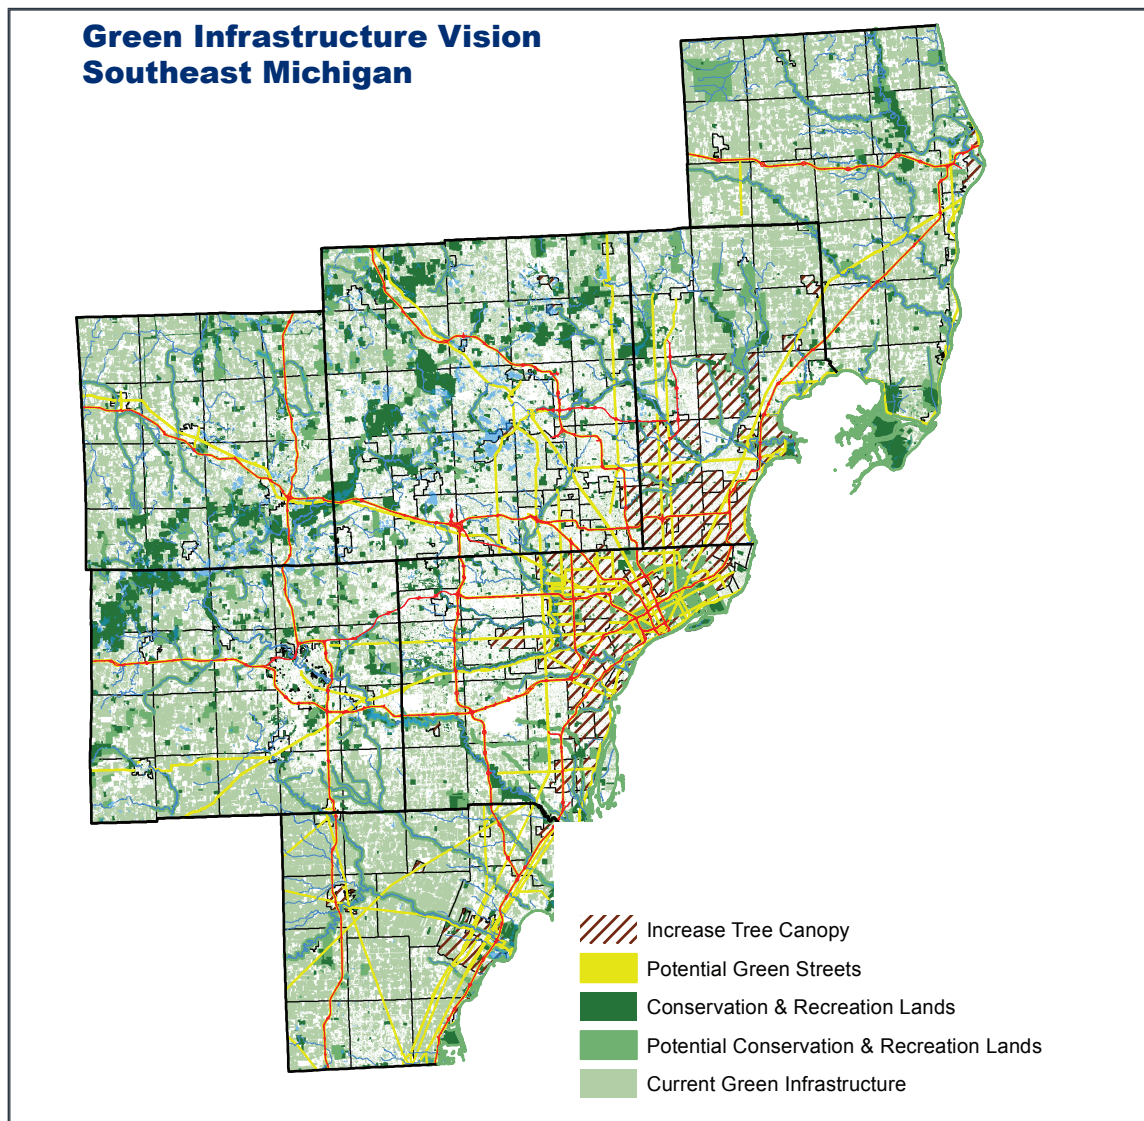 Green Infrastructure Vision
Southeast Michigan
Increase Tree Canopy
Potential Green Streets
Conservation & Recreation Lands
Potential Conservation & Recreation Lands
Current Green Infrastructure